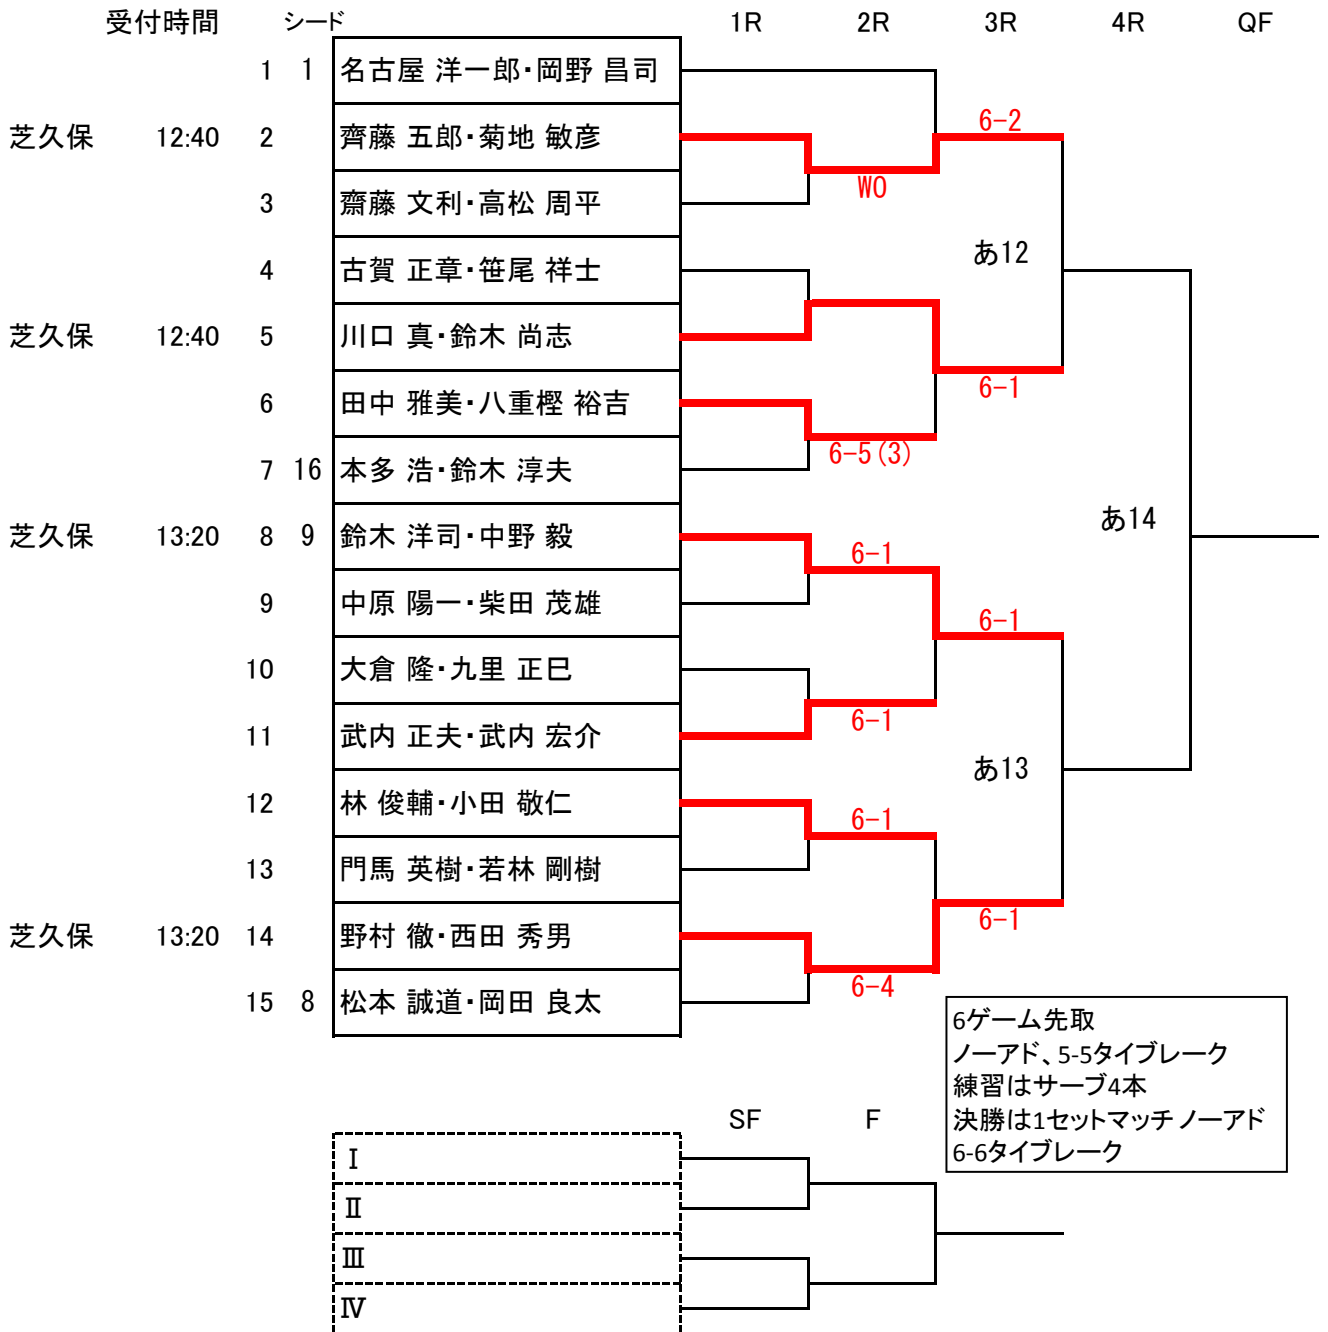 受付時間 シード 1R 2R 3R 4R QF
1 1 名古屋 洋一郎・岡野 昌司
芝久保 12:40 2 齊藤 五郎・菊地 敏彦 6-2
WO
3 齋藤 文利・高松 周平
あ12
4 古賀 正章・笹尾 祥士
芝久保 12:40 5 川口 真・鈴木 尚志
6-1
6 田中 雅美・八重樫 裕吉
6-5(3)
7 16 本多 浩・鈴木 淳夫
あ14
芝久保 13:20 8 9 鈴木 洋司・中野 毅
6-1
9 中原 陽一・柴田 茂雄 6-1
10 大倉 隆・九里 正巳
6-1
11 武内 正夫・武内 宏介
あ13
12 林 俊輔・小田 敬仁 6-1
13 門馬 英樹・若林 剛樹
6-1
芝久保 13:20 14 野村 徹・西田 秀男
6-4
15 8 松本 誠道・岡田 良太
6ゲーム先取
ノーアド、5-5タイブレーク
練習はサーブ4本
決勝は1セットマッチ ノーアド
6-6タイブレーク
SF F
Ⅰ
Ⅱ
Ⅲ
Ⅳ